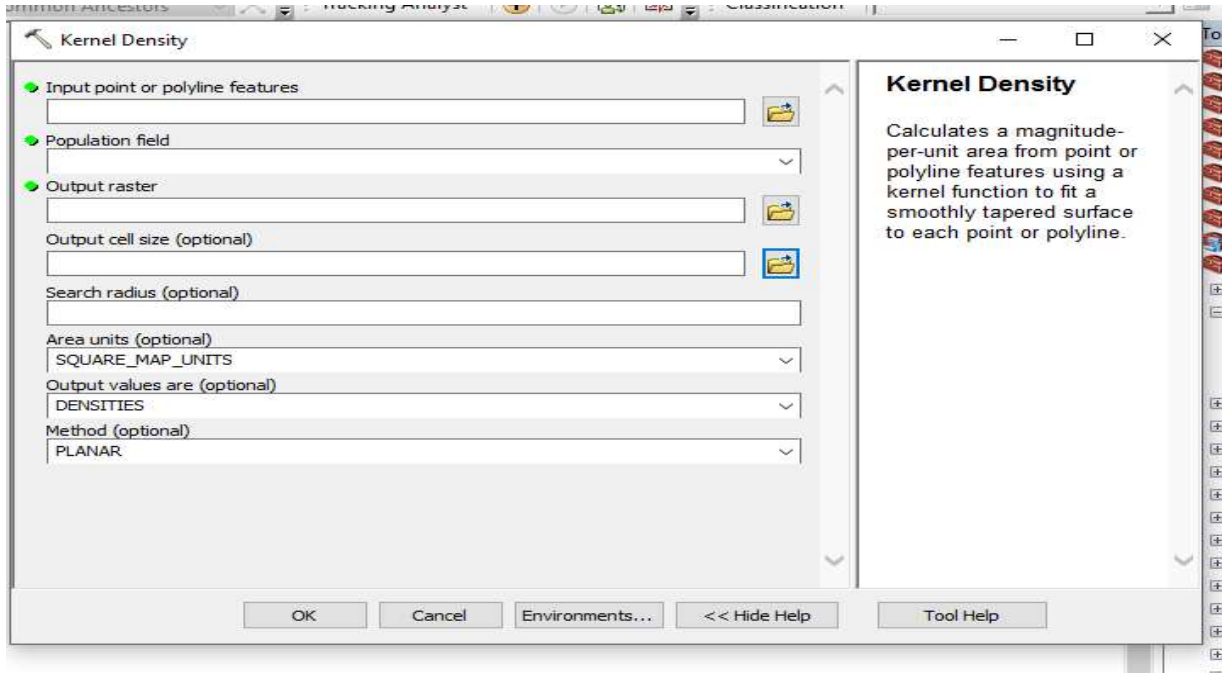 Common Ancestors
Tracking Analyst
Classification
To
Kernel Density
Input point or polyline features
Population field
Output raster
Output cell size (optional)
Search radius (optional)
Area units (optional)
SQUARE_MAP_UNITS
Output values are (optional)
DENSITIES
Method (optional)
PLANAR
Kernel Density
Calculates a magnitude-
per-unit area from point or
polyline features using a
kernel function to fit a
smoothly tapered surface
to each point or polyline.
OK
Cancel
Environments...
<< Hide Help
Tool Help